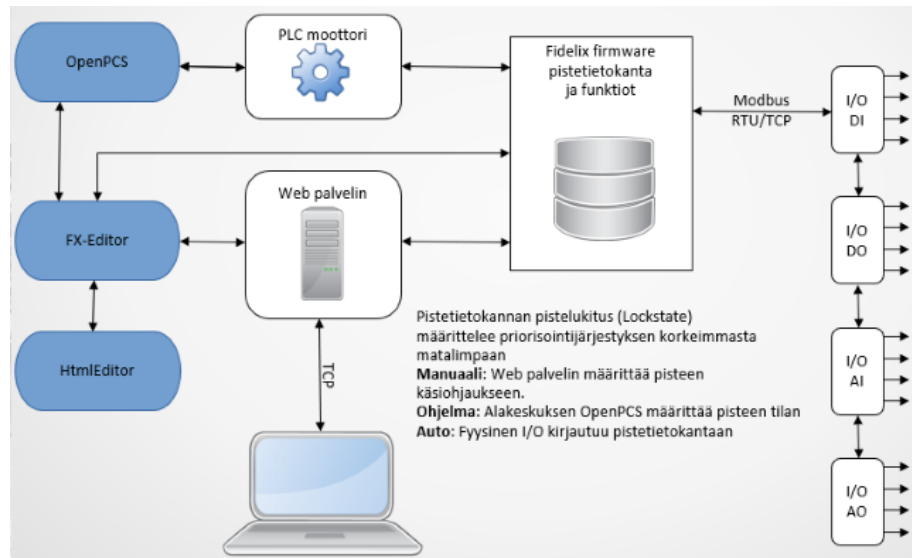 OpenPCS
PLC moottori
Fidelix firmware
pistetietokanta
ja funktiot
Modbus
RTU/TCP
I/O
DI
FX-Editor
Web palvelin
I/O
DO
HtmlEditor
TCP
Pistetietokannan pistelukitus (Lockstate)
määrittelee priorisointijärjestyksen korkeimmasta
matalimpaan
Manuaali: Web palvelin määrittää pisteen
käsiohjaukseen.
Ohjelma: Alakeskuksen OpenPCS määrittää pisteen tilan
Auto: Fyysinen I/O kirjautuu pistetietokantaan
I/O
AI
I/O
AO